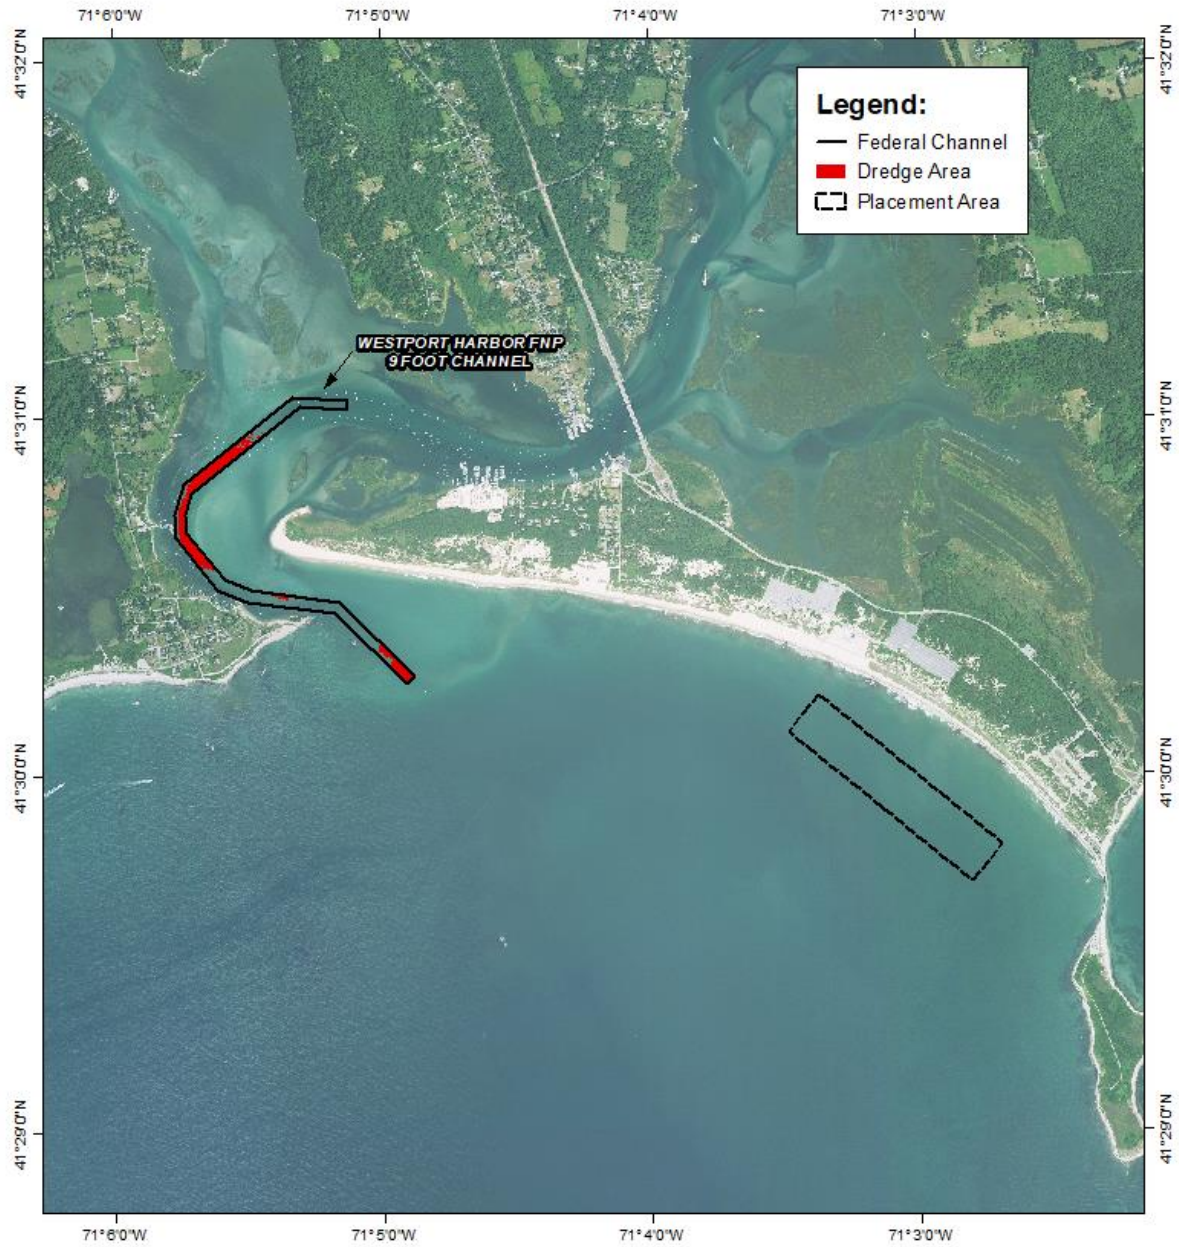 71°6'0"W 71°5'0"W 71°4'0"W 71°3'0"W
41°32'0"N
41°32'0"N
Legend:
Federal Channel
Dredge Area
Placement Area
WESTPORT HARBOR FNP
9 FOOT CHANNEL
41°31'0"N
41°31'0"N
41°30'0"N
41°30'0"N
41°29'0"N
41°29'0"N
71°6'0"W 71°5'0"W 71°4'0"W 71°3'0"W